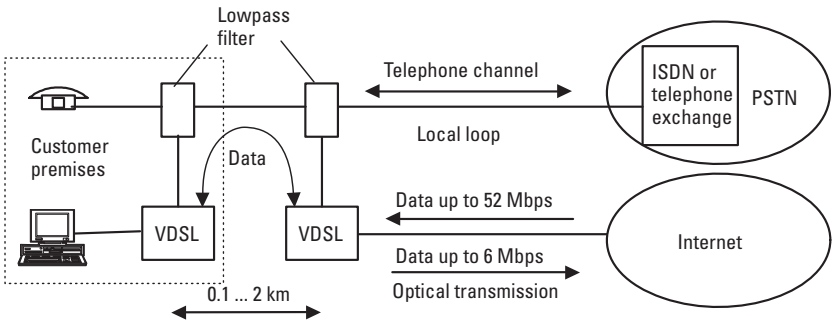 Lowpass
filter
Telephone channel
ISDN or
telephone
exchange
PSTN
Local loop
Customer
premises
Data
VDSL
VDSL
Data up to 52 Mbps
Data up to 6 Mbps
Optical transmission
Internet
0.1 ... 2 km